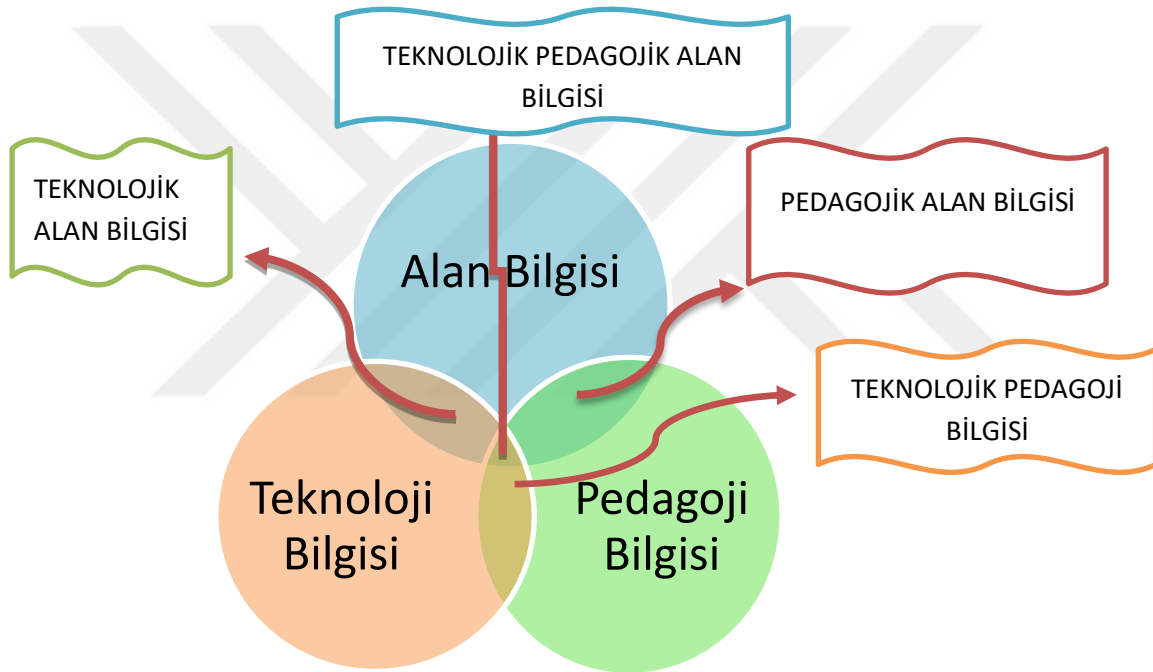 TEKNOLOJİK PEDAGOJİK ALAN
BİLGİSİ
TEKNOLOJİK
ALAN BİLGİSİ
PEDAGOJİK ALAN BİLGİSİ
Alan Bilgisi
TEKNOLOJİK PEDAGOJİ
BİLGİSİ
Teknoloji
Bilgisi
Pedagoji
Bilgisi